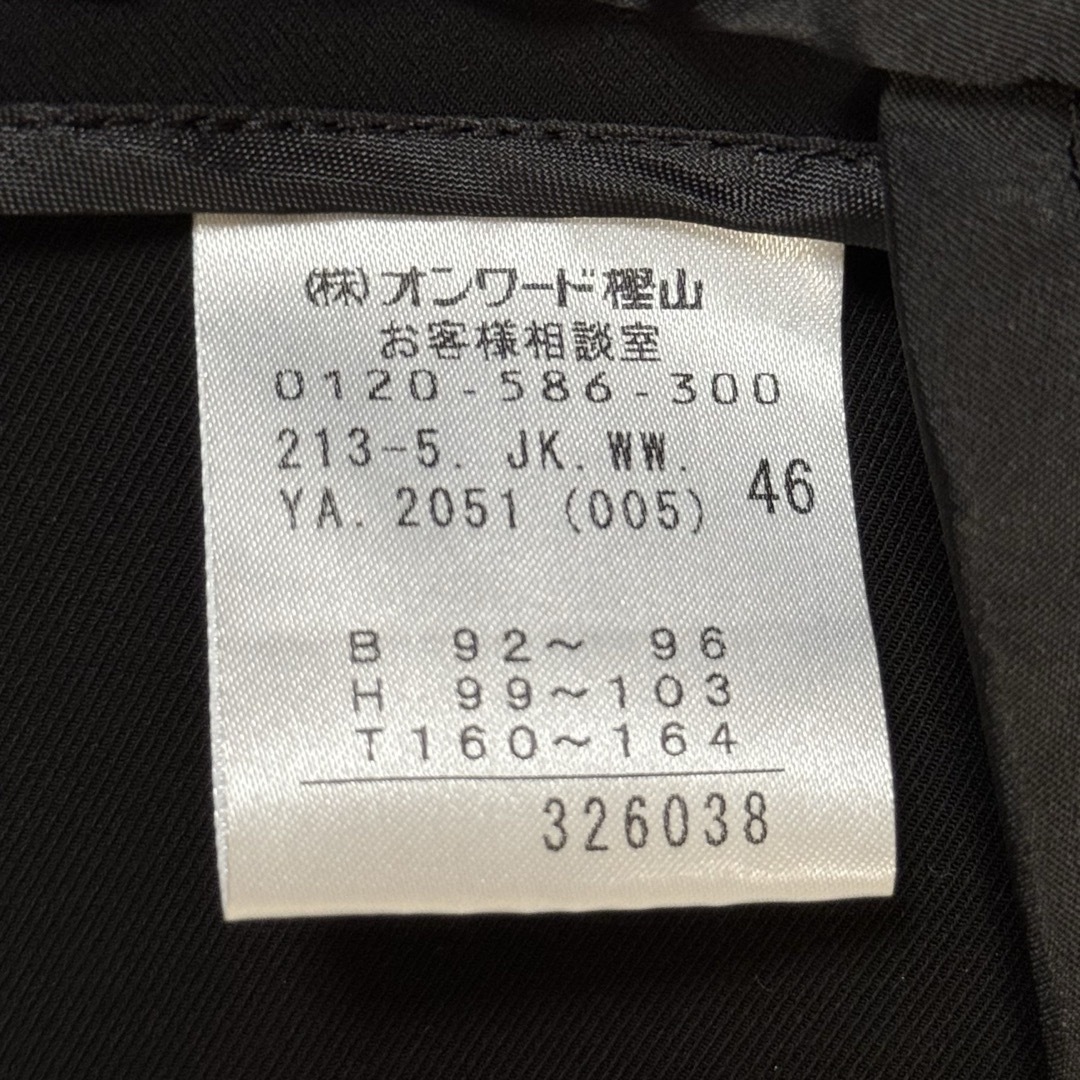 (株)オンワード樫山
お客様相談室
0120-586-300
213-5. JK. WW.
YA. 2051 (005) 46
B 92～ 96
H 99～103
T160～164
326038